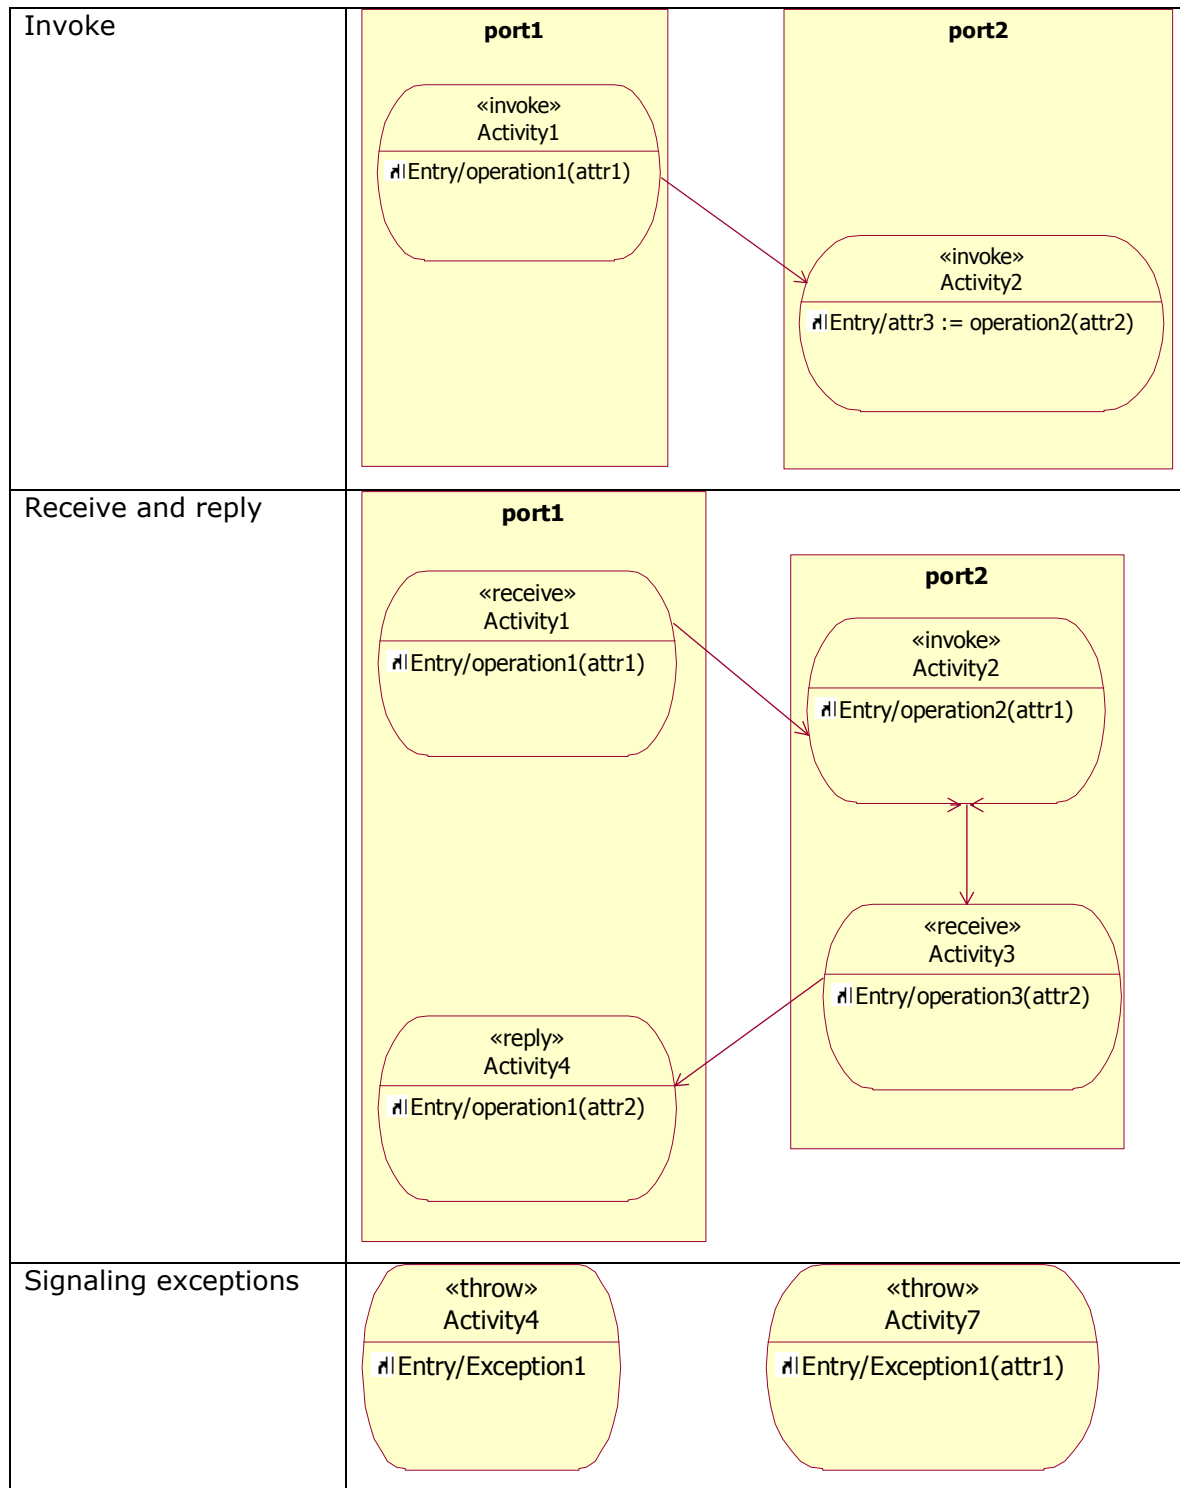 Invoke
port1
port2
«invoke»
Activity1
Entry/operation1(attr1)
«invoke»
Activity2
Entry/attr3 := operation2(attr2)
Receive and reply
port1
port2
«receive»
Activity1
Entry/operation1(attr1)
«invoke»
Activity2
Entry/operation2(attr1)
«receive»
Activity3
Entry/operation3(attr2)
«reply»
Activity4
Entry/operation1(attr2)
Signaling exceptions
«throw»
Activity4
Entry/Exception1
«throw»
Activity7
Entry/Exception1(attr1)